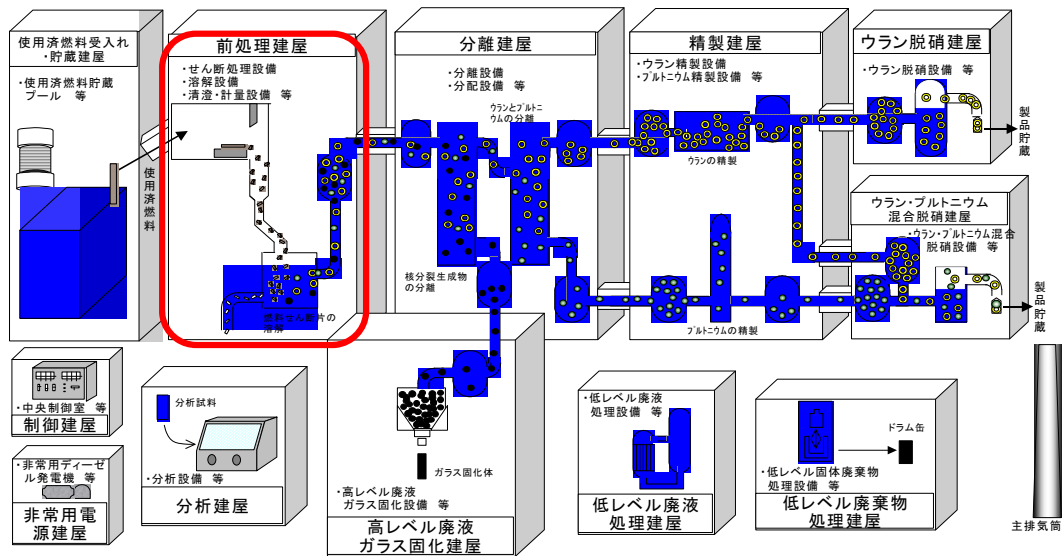 使用済燃料受入れ
・貯蔵建屋
・使用済燃料貯蔵
プール 等
使用済燃料
前処理建屋
・せん断処理設備
・溶解設備
・清澄・計量設備 等
燃料せん断片の
溶解
分離建屋
・分離設備
・分配設備 等
ウランとプルトニ
ウムの分離
核分裂生成物
の分離
精製建屋
・ウラン精製設備
・プルトニウム精製設備 等
ウランの精製
プルトニウムの精製
ウラン脱硝建屋
・ウラン脱硝設備 等
製品貯蔵
ウラン・プルトニウム
混合脱硝建屋
・ウラン・プルトニウム混合
脱硝設備 等
製品貯蔵
・中央制御室 等
制御建屋
・非常用ディーゼ
ル発電機 等
非常用電
源建屋
分析試料
・分析設備 等
分析建屋
ガラス固化体
・高レベル廃液
ガラス固化設備 等
高レベル廃液
ガラス固化建屋
・低レベル廃液
処理設備 等
低レベル廃液
処理建屋
ドラム缶
・低レベル固体廃棄物
処理設備 等
低レベル廃棄物
処理建屋
主排気筒